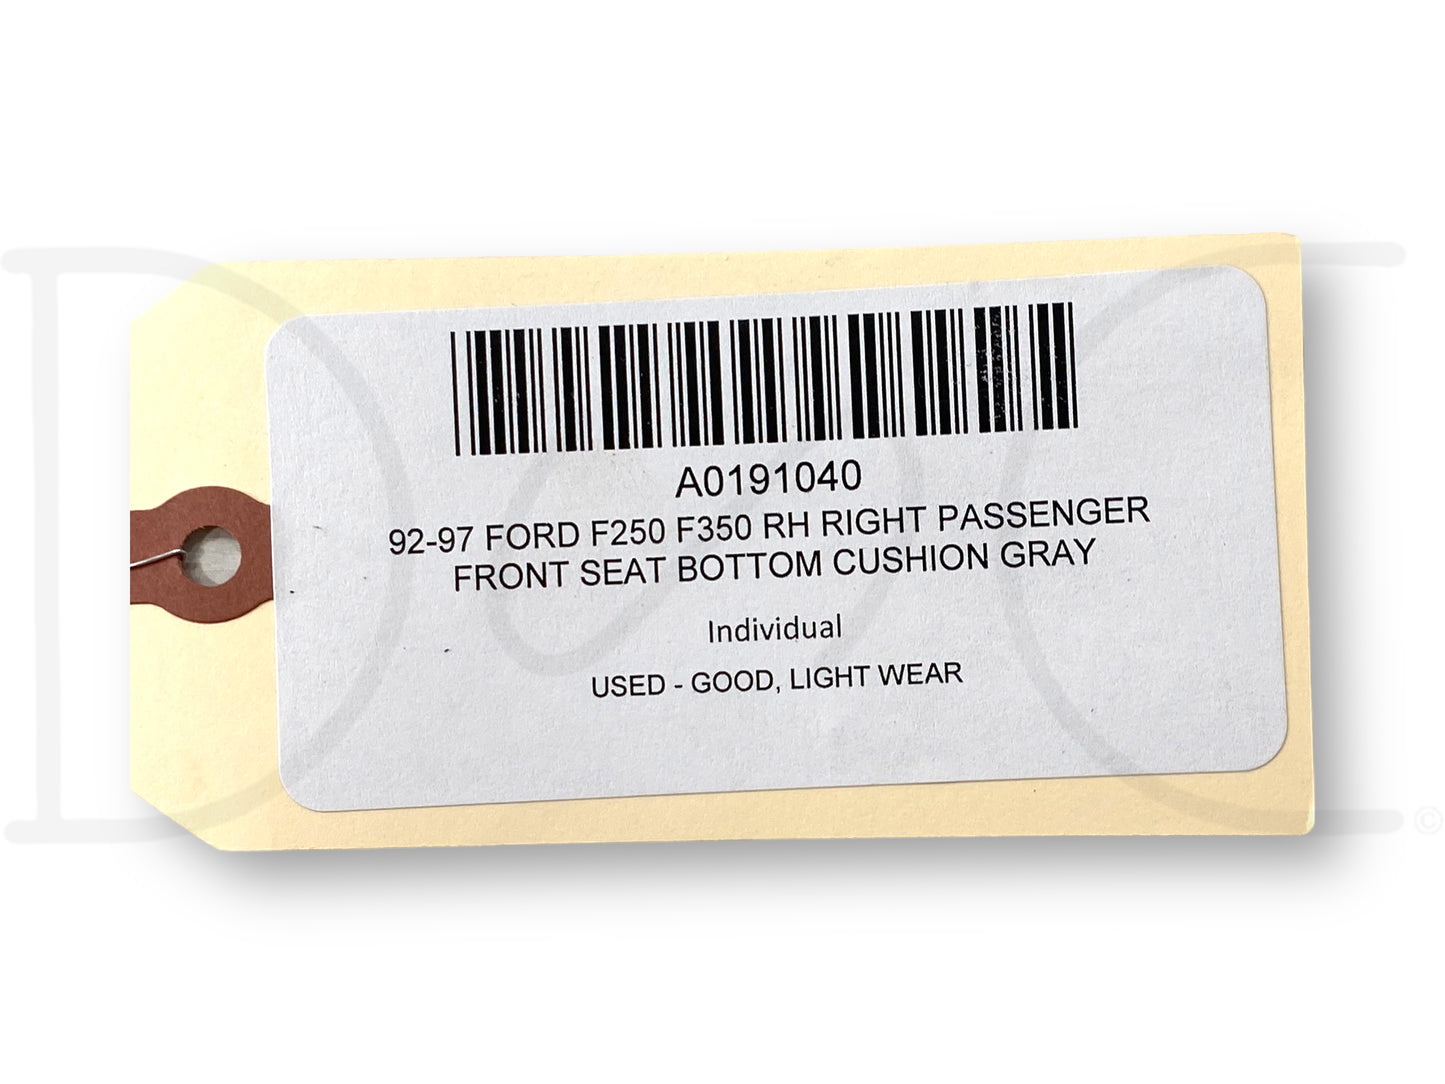 A0191040
92-97 FORD F250 F350 RH RIGHT PASSENGER
FRONT SEAT BOTTOM CUSHION GRAY
Individual
USED - GOOD, LIGHT WEAR
©